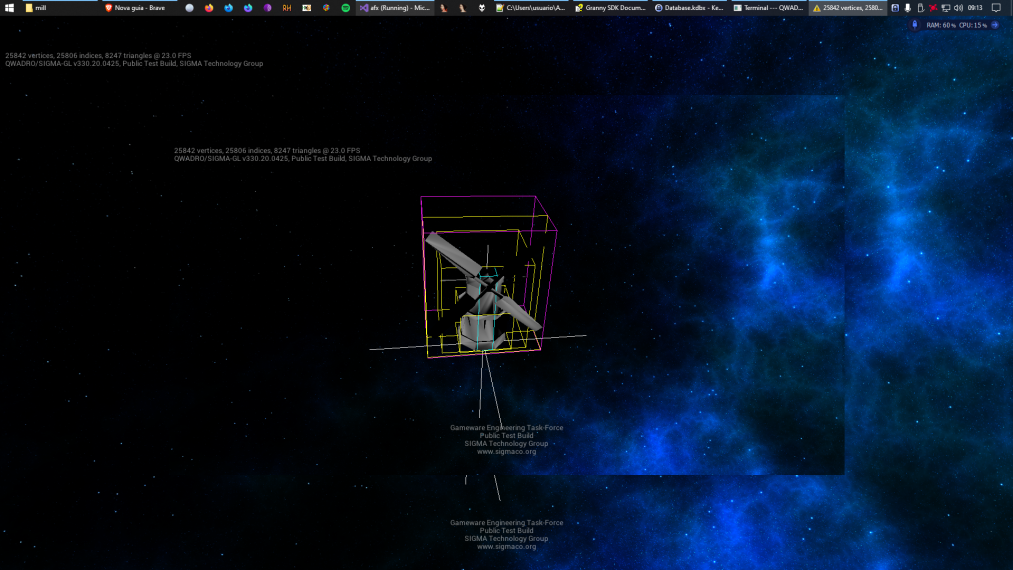 mill
Nova guia - Brave
RH
afx (Running) - Mic...
C:\Users\usuario\A...
Granny SDK Docum...
Database.kdbx - Ke...
Terminal --- QWAD...
25842 vertices, 2580...
09:13
RAM: 60% CPU: 15%
25842 vertices, 25806 indices, 8247 triangles @ 23.0 FPS
QWADRO/SIGMA-GL v330.20.0425, Public Test Build, SIGMA Technology Group
25842 vertices, 25806 indices, 8247 triangles @ 23.0 FPS
QWADRO/SIGMA-GL v330.20.0425, Public Test Build, SIGMA Technology Group
Gameware Engineering Task-Force
Public Test Build
SIGMA Technology Group
www.sigmaco.org
Gameware Engineering Task-Force
Public Test Build
SIGMA Technology Group
www.sigmaco.org